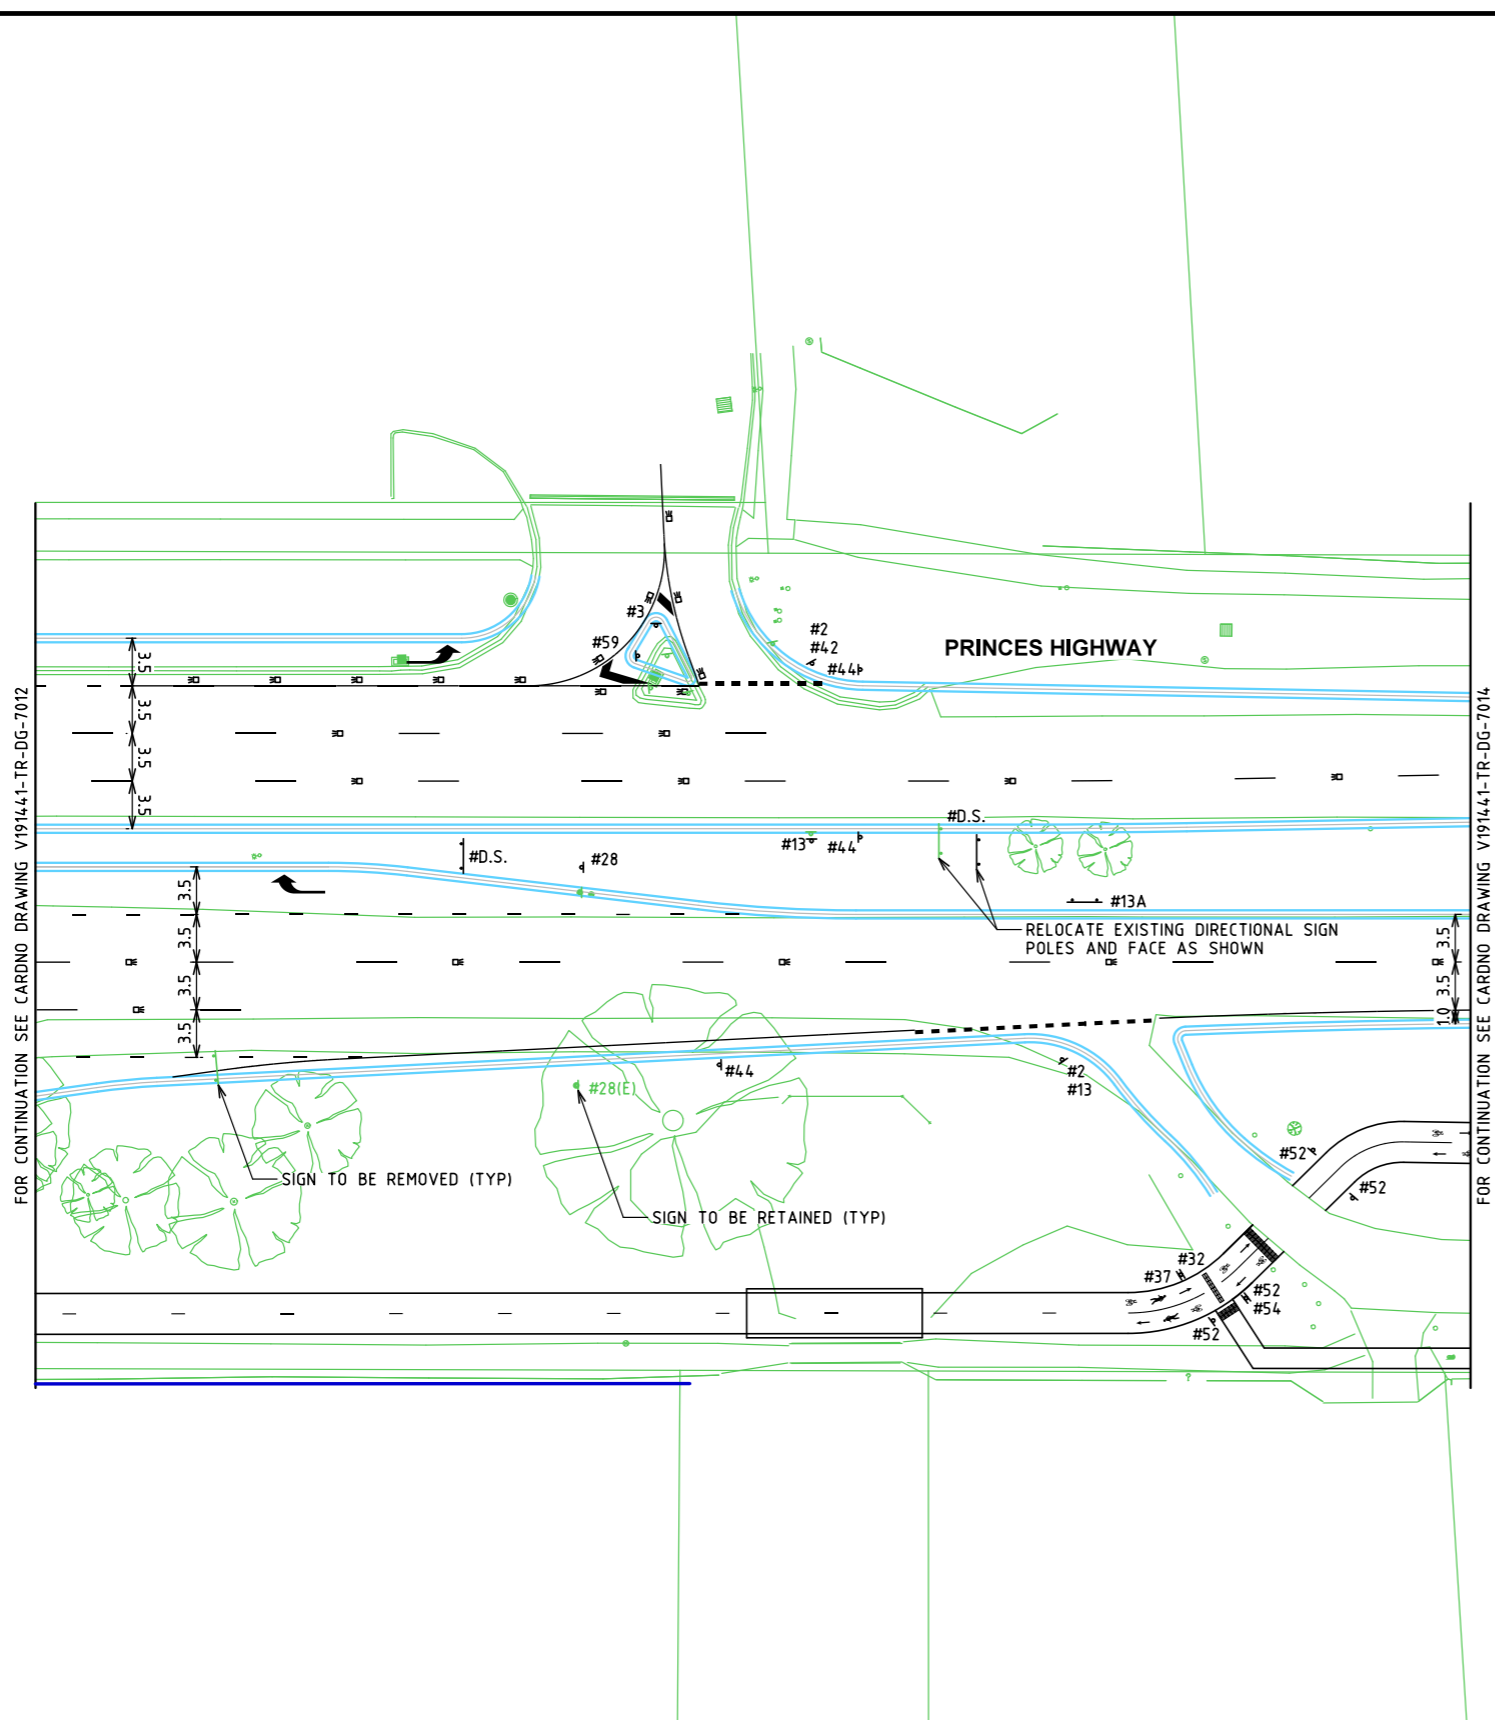 #3
#59
#2
#42
#44
PRINCES HIGHWAY
3.5
3.5
3.5
3.5
FOR CONTINUATION SEE CARDNO DRAWING V191441-TR-DG-7012
FOR CONTINUATION SEE CARDNO DRAWING V191441-TR-DG-7014
#D.S.
#D.S.
#28
#13
#44
#13A
RELOCATE EXISTING DIRECTIONAL SIGN
POLES AND FACE AS SHOWN
3.5
3.5
3.5
3.5
3.5
3.5
1.0
#44
#2
#13
#28(E)
SIGN TO BE REMOVED (TYP)
SIGN TO BE RETAINED (TYP)
#52
#52
#32
#37
#52
#54
#52
?